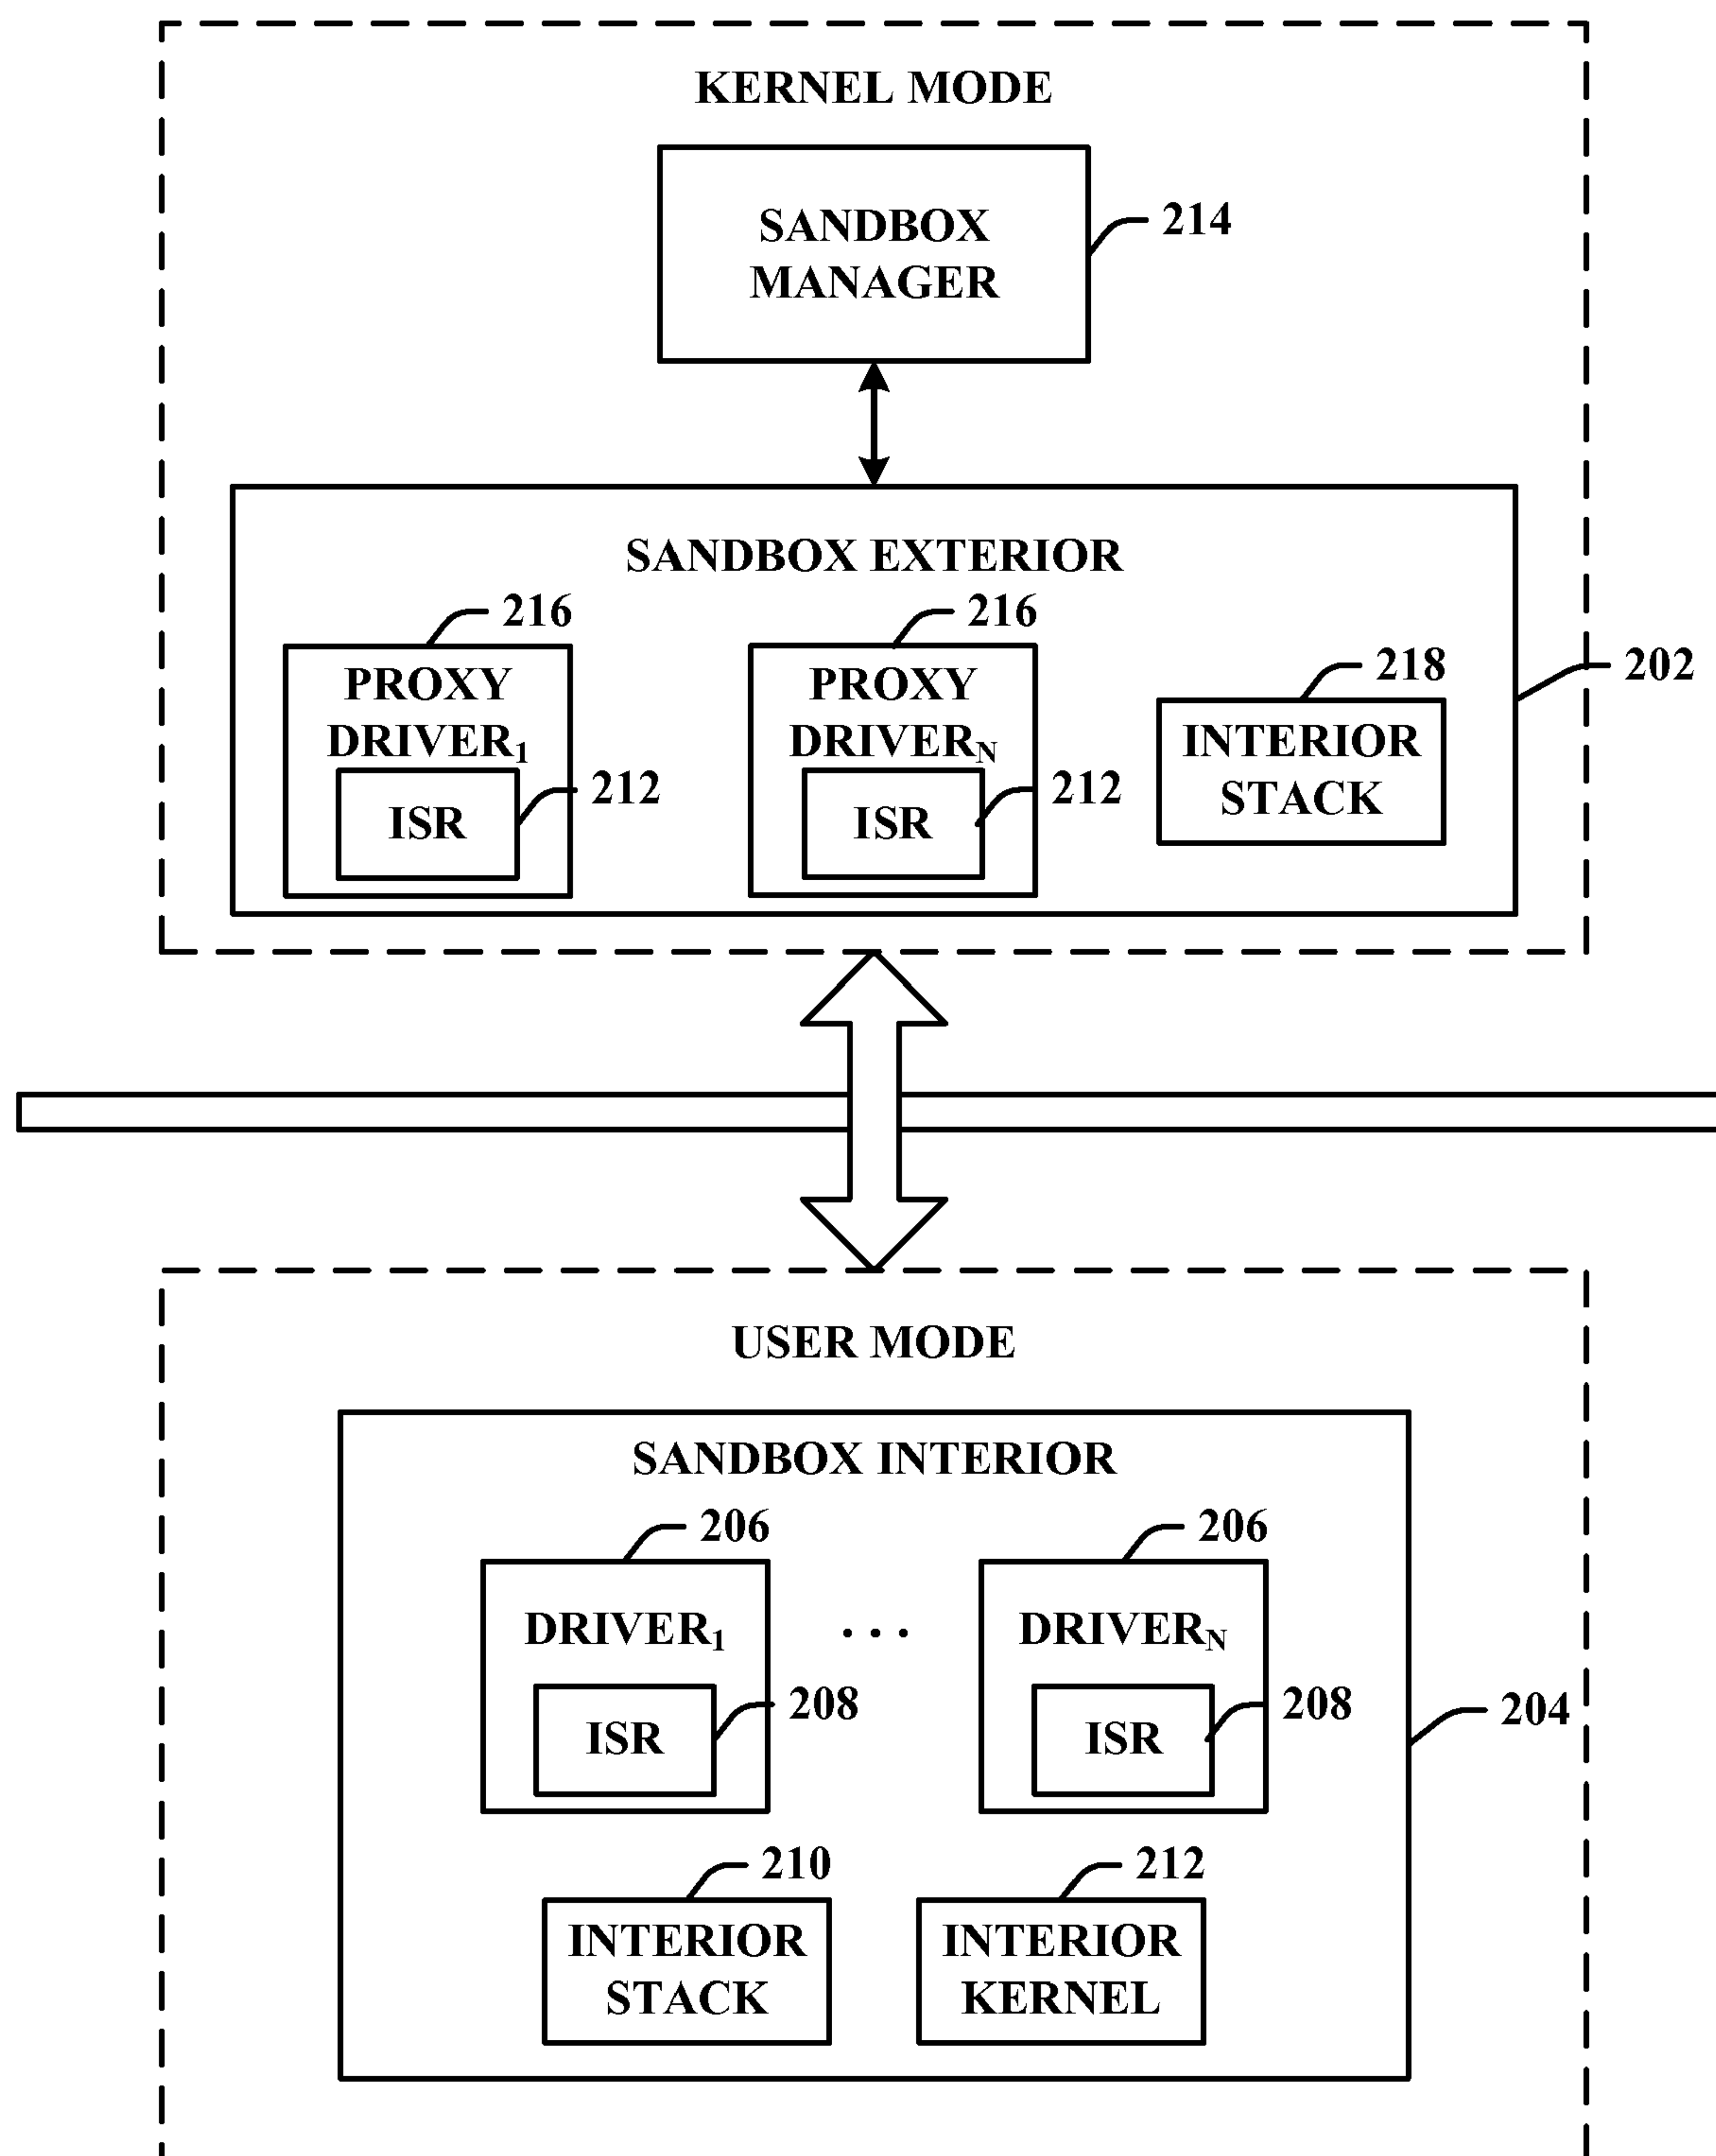 KERNEL MODE
SANDBOX
MANAGER
214
SANDBOX EXTERIOR
216
216
218
202
PROXY
DRIVER1
PROXY
DRIVERN
INTERIOR
STACK
212
212
ISR
ISR
USER MODE
SANDBOX INTERIOR
206
206
DRIVER1
...
DRIVERN
208
208
204
ISR
ISR
210
212
INTERIOR
STACK
INTERIOR
KERNEL